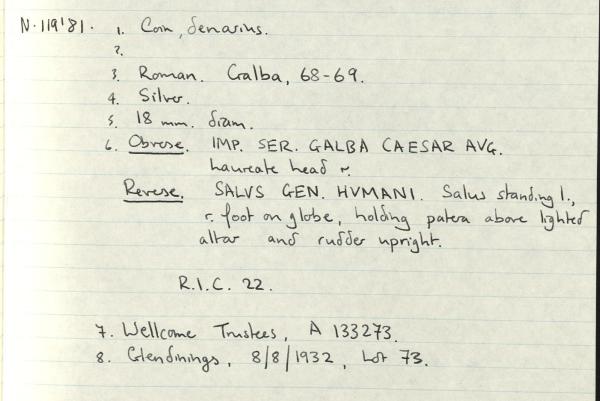 N.119'81. 1. Coin, denarius.
2.
3. Roman. Galba, 68-69.
4. Silver.
5. 18 mm. diam.
6. Obverse. IMP. SER. GALBA CAESAR AVG.
Laureate head r.
Reverse. SALVS GEN. HVMANI. Salus standing l.,
r. foot on globe, holding patera above lighted
altar and rudder upright.
R.I.C. 22.
7. Wellcome Trustees, A 133273.
8. Glendinings, 8/8/1932, Lot 73.